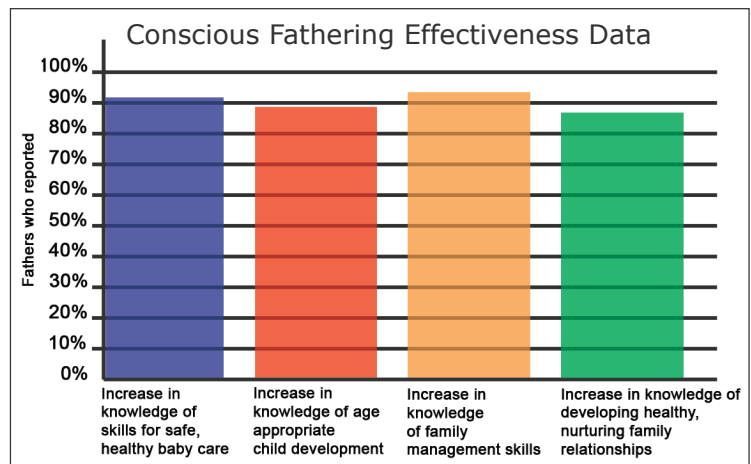 Conscious Fathering Effectiveness Data
Fathers who reported
100%
90%
80%
70%
60%
50%
40%
30%
20%
10%
0%
Increase in
knowledge of
skills for safe,
healthy baby care
Increase in
knowledge of age
appropriate
child development
Increase in
knowledge
of family
management skills
Increase in knowledge of
developing healthy,
nurturing family
relationships